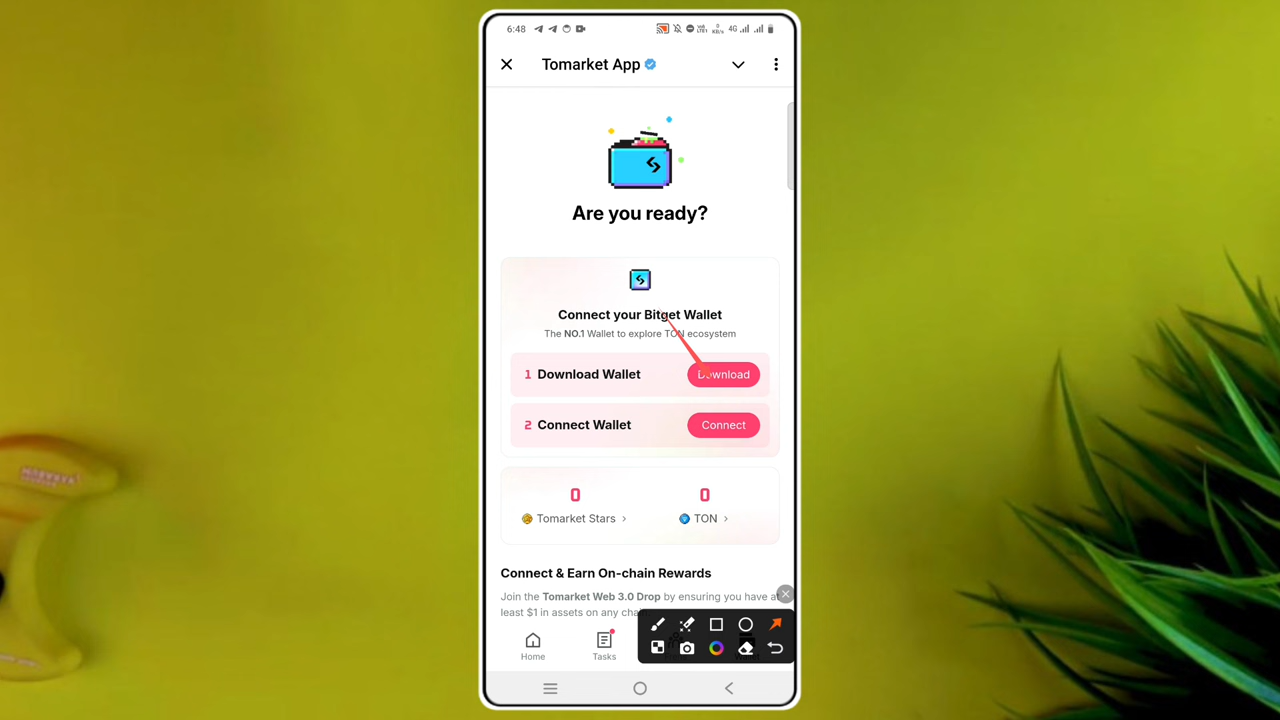 6:48
4G
Tomarket App
Are you ready?
Connect your Bitget Wallet
The NO.1 Wallet to explore TON ecosystem
1 Download Wallet
Download
2 Connect Wallet
Connect
0
0
Tomarket Stars >
TON >
Connect & Earn On-chain Rewards
Join the Tomarket Web 3.0 Drop by ensuring you have at
least $1 in assets on any
Home
Tasks